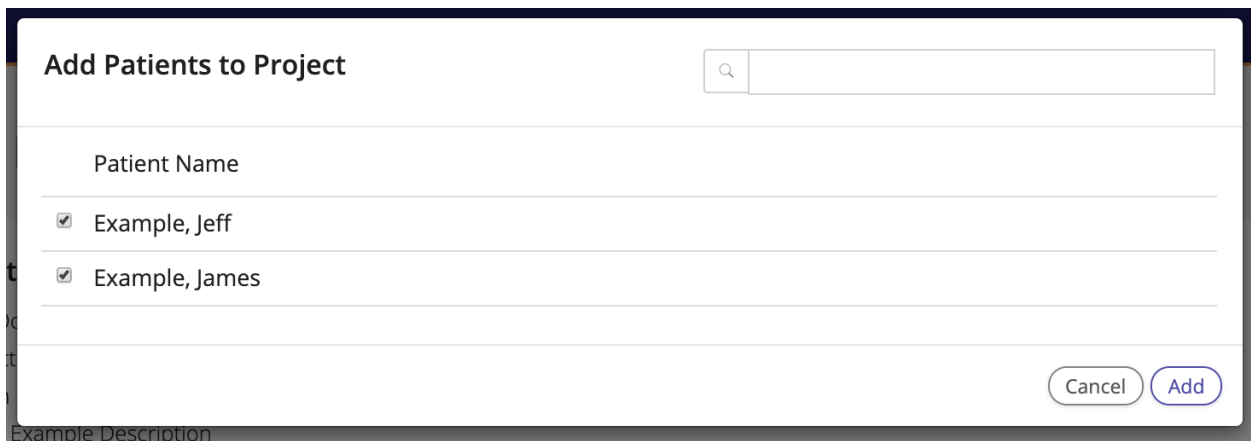 Add Patients to Project
Patient Name
Example, Jeff
Example, James
Cancel Add
Example Description